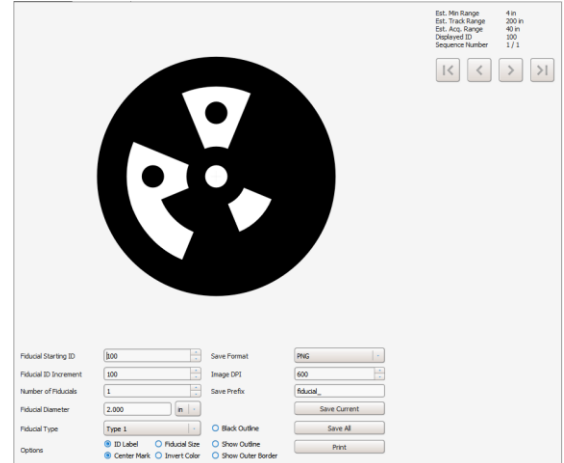 Est. Min Range 4 in
Est. Track Range 200 in
Est. Acq. Range 40 in
Displayed ID 100
Sequence Number 1 / 1
Fiducial Starting ID 100 Save Format PNG
Fiducial ID Increment 100 Image DPI 600
Number of Fiducials 1 Save Prefix fiducial_
Fiducial Diameter 2.000 in Save Current
Fiducial Type Type 1 Black Outline Save All
Options ID Label Fiducial Size Show Outline Print
Center Mark Invert Color Show Outer Border